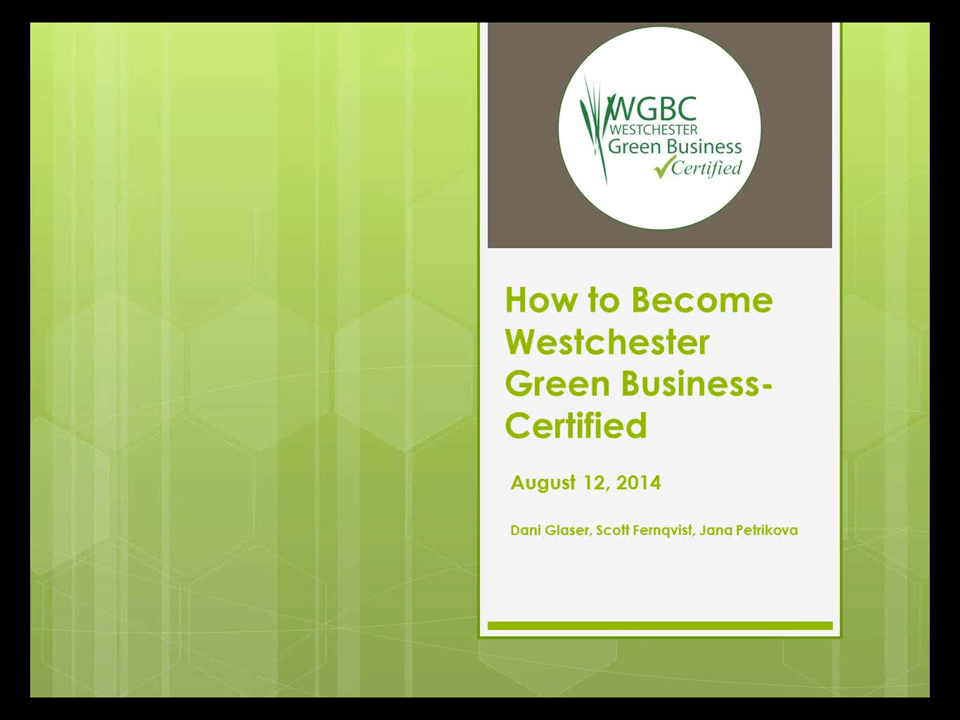 WGBC
WESTCHESTER
Green Business
Certified
How to Become
Westchester
Green Business-
Certified
August 12, 2014
Dani Glaser, Scott Fernqvist, Jana Petrikova